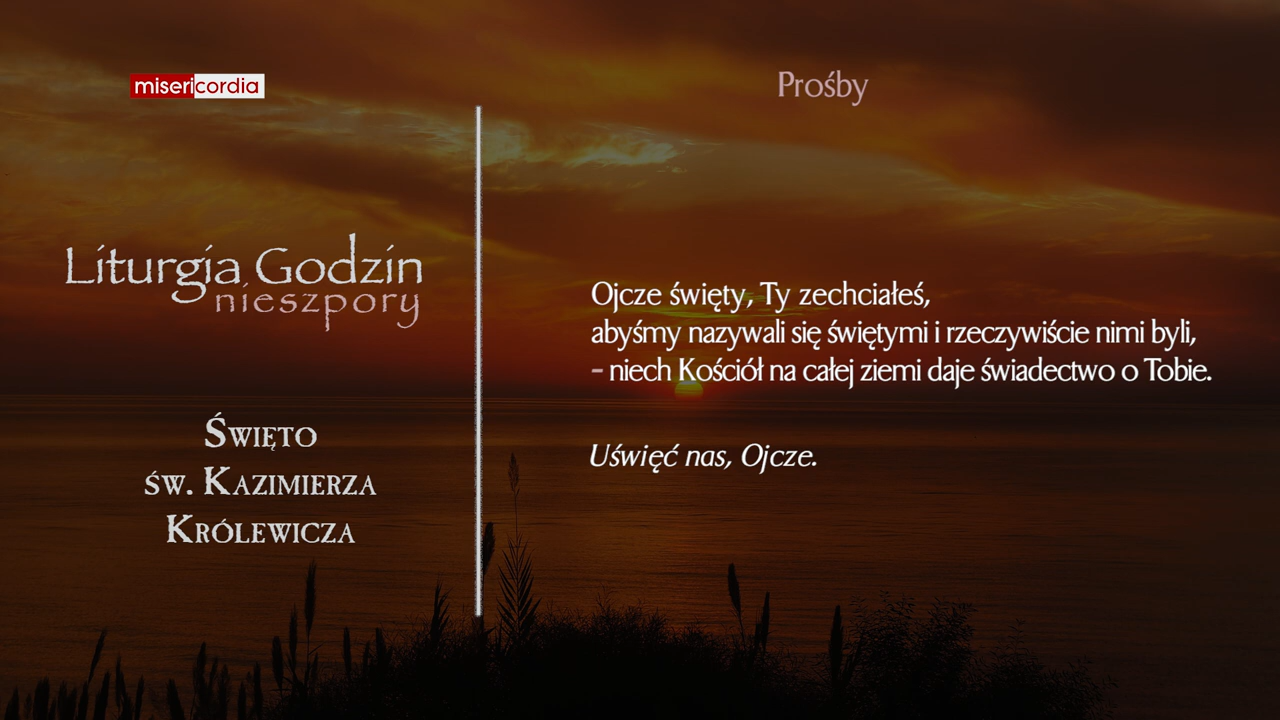 misericordia
Prośby
Liturgia Godzin
nieszpory
Święto
św. Kazimierza
Królewicza
Ojcze święty, Ty zechciałeś,
abyśmy nazywali się świętymi i rzeczywiście nimi byli,
– niech Kościół na całej ziemi daje świadectwo o Tobie.
Uświęć nas, Ojcze.